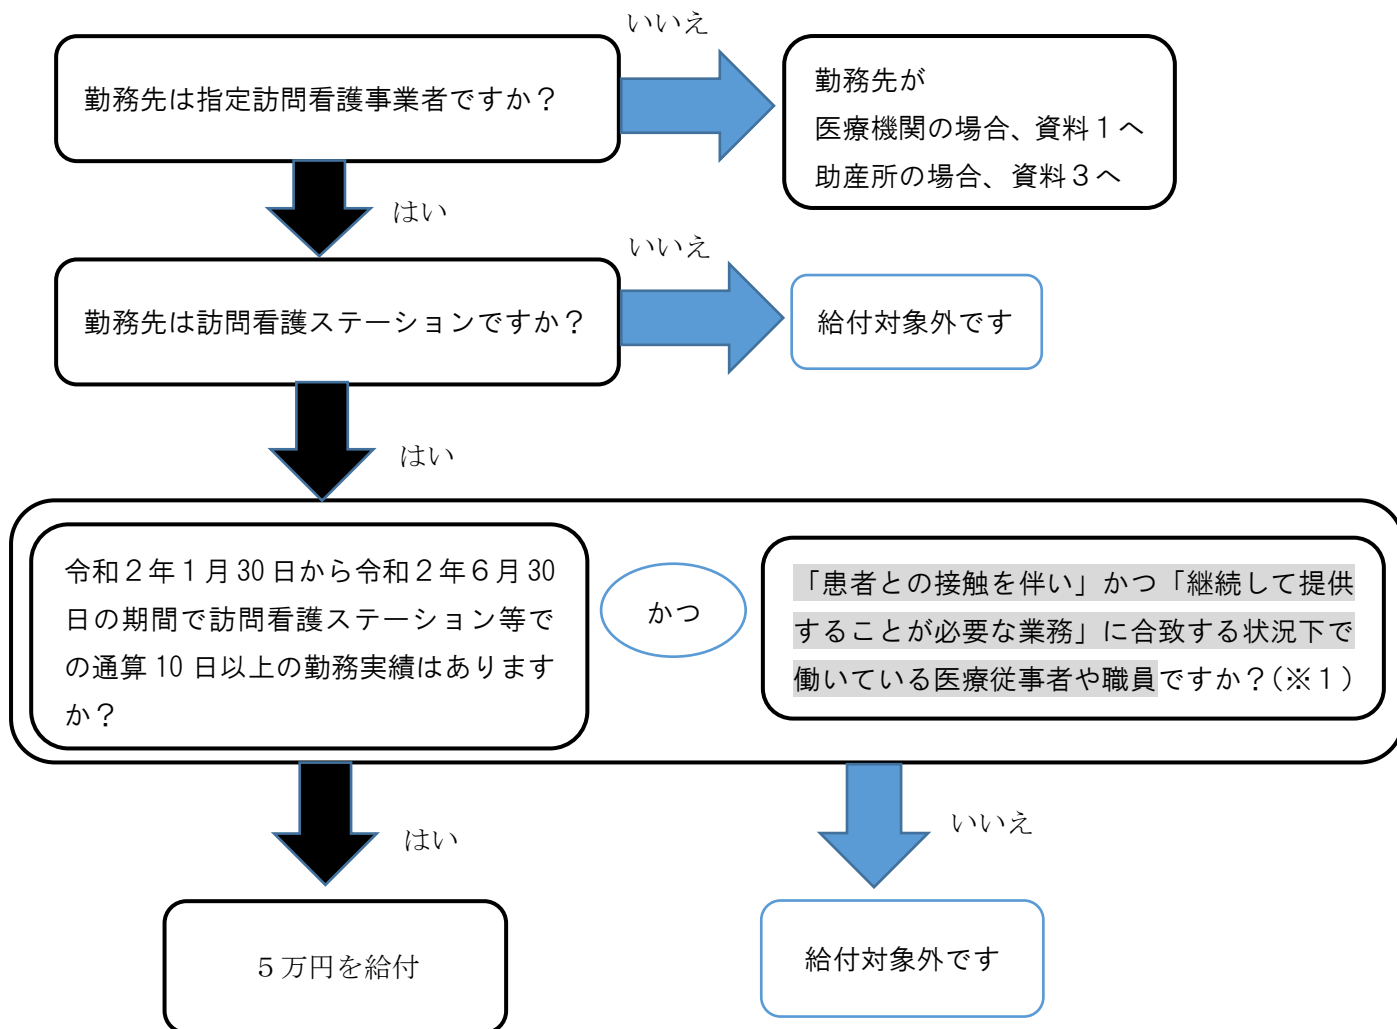 いいえ
勤務先は指定訪問看護事業者ですか？
勤務先が
医療機関の場合、資料１へ
助産所の場合、資料３へ
はい
いいえ
勤務先は訪問看護ステーションですか？
給付対象外です
はい
令和２年１月 30 日から令和２年６月 30
日の期間で訪問看護ステーション等で
の通算 10 日以上の勤務実績はあります
か？
かつ
「患者との接触を伴い」かつ「継続して提供
することが必要な業務」に合致する状況下で
働いている医療従事者や職員ですか？（※１）
はい
いいえ
５万円を給付
給付対象外です